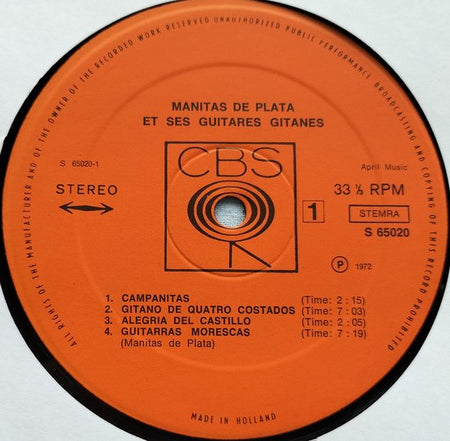 ALL RIGHTS OF THE MANUFACTURER AND OF THE OWNER OF THE RECORDED WORK RESERVED UNAUTHORIZED PUBLIC PERFORMANCE BROADCASTING AND COPYING OF THIS RECORD PROHIBITED
MANITAS DE PLATA
ET SES GUITARES GITANES
S 65020-1
CBS
April Music
STEREO
1
33 ⅓ RPM
STEMRA
S 65020
℗ 1972
1. CAMPANITAS (Time: 2 : 15)
2. GITANO DE QUATRO COSTADOS (Time: 7 : 03)
3. ALEGRIA DEL CASTILLO (Time: 2 : 05)
4. GUITARRAS MORESCAS (Time: 7 : 19)
(Manitas de Plata)
MADE IN HOLLAND